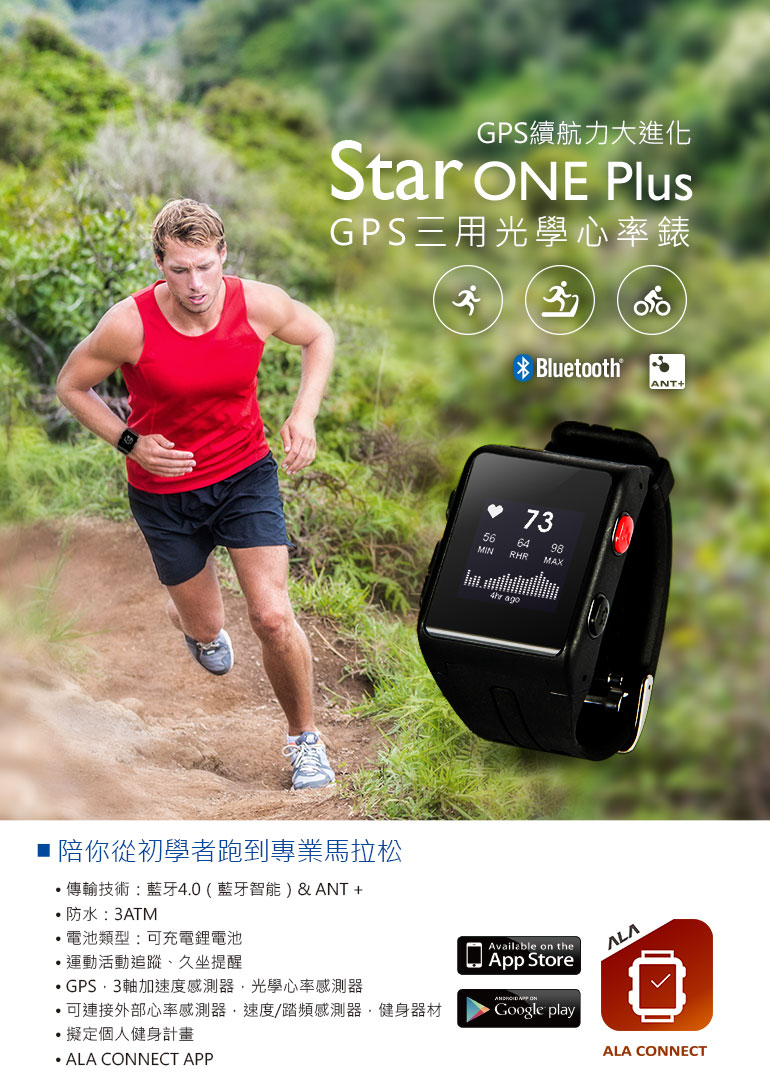 GPS續航力大進化
Star ONE Plus
GPS三用光學心率錶
Bluetooth®
ANT+
73
56 64 98
MIN RHR MAX
4hr ago
陪你從初學者跑到專業馬拉松
• 傳輸技術：藍牙4.0 ( 藍牙智能 ) & ANT +
• 防水：3ATM
• 電池類型：可充電鋰電池
• 運動活動追蹤、久坐提醒
• GPS，3軸加速度感測器，光學心率感測器
• 可連接外部心率感測器，速度/踏頻感測器，健身器材
• 擬定個人健身計畫
• ALA CONNECT APP
Available on the
App Store
ANDROID APP ON
Google play
ALA
ALA CONNECT